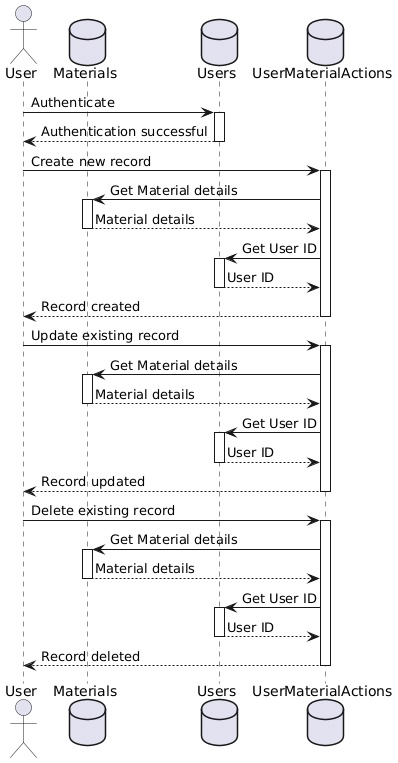 User Materials Users UserMaterialActions
Authenticate
Authentication successful
Create new record
Get Material details
Material details
Get User ID
User ID
Record created
Update existing record
Get Material details
Material details
Get User ID
User ID
Record updated
Delete existing record
Get Material details
Material details
Get User ID
User ID
Record deleted
User Materials Users UserMaterialActions